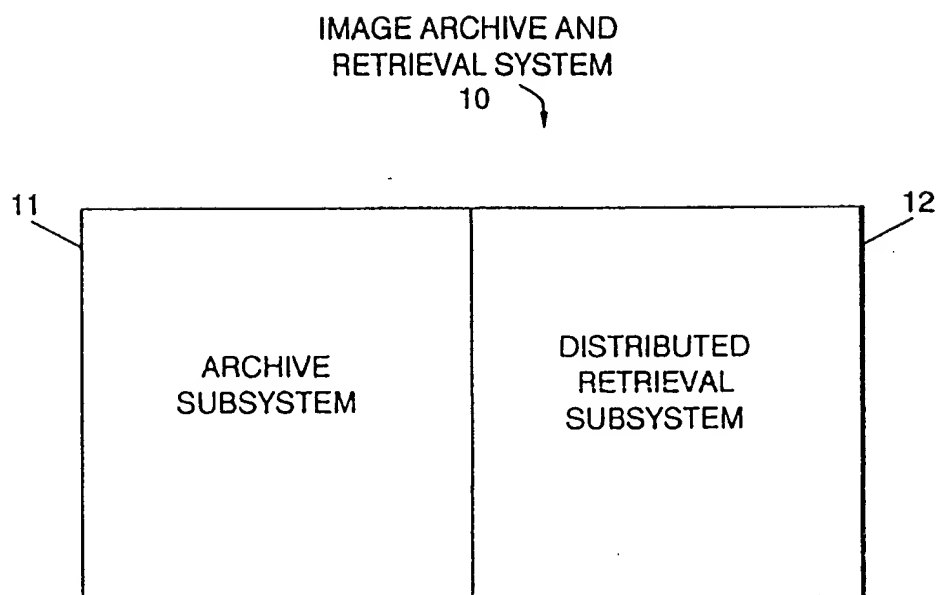 IMAGE ARCHIVE AND
RETRIEVAL SYSTEM
10
11
12
ARCHIVE
SUBSYSTEM
DISTRIBUTED
RETRIEVAL
SUBSYSTEM